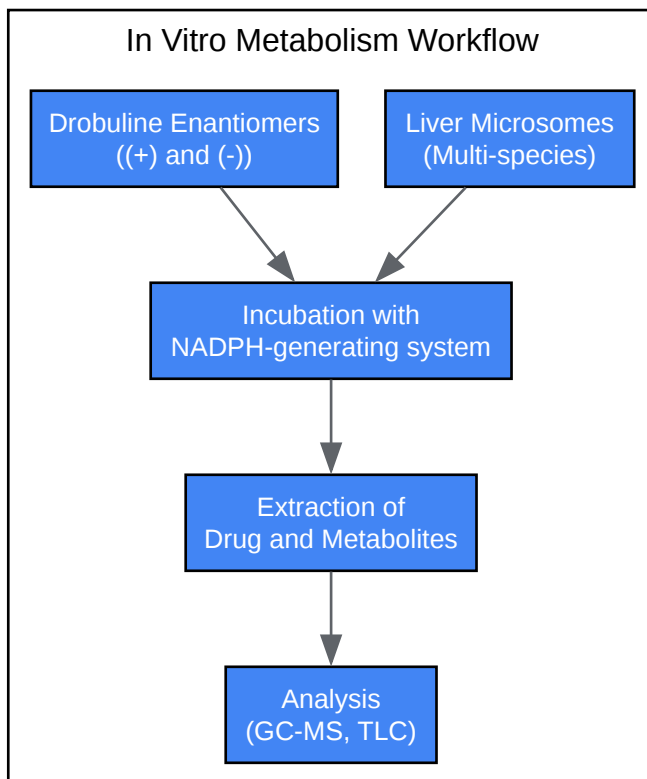 In Vitro Metabolism Workflow
Drobuline Enantiomers
((+) and (-))
Liver Microsomes
(Multi-species)
Incubation with
NADPH-generating system
Extraction of
Drug and Metabolites
Analysis
(GC-MS, TLC)